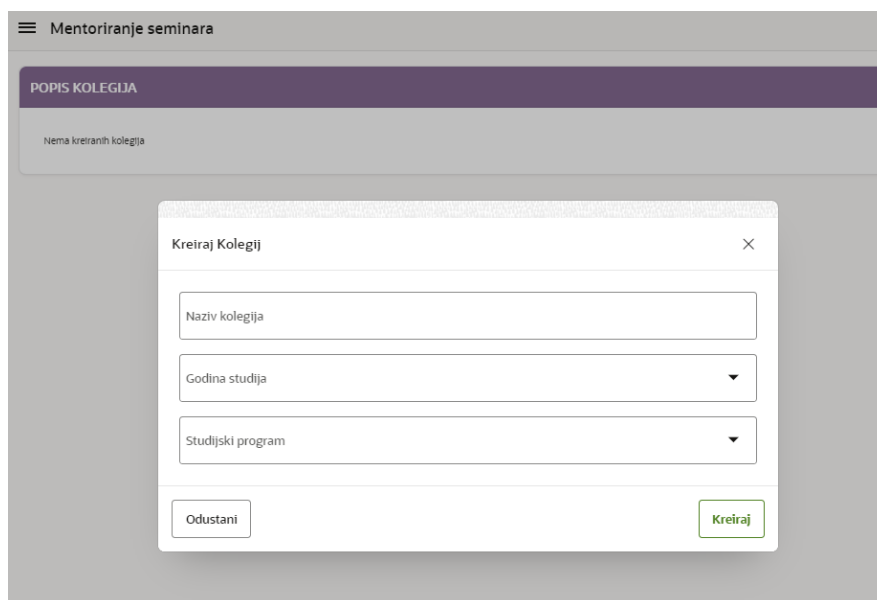 Mentoriranje seminara
POPIS KOLEGIJA
Nema kreiranih kolegija
Kreiraj Kolegij
Naziv kolegija
Godina studija
Studijski program
Odustani
Kreiraj